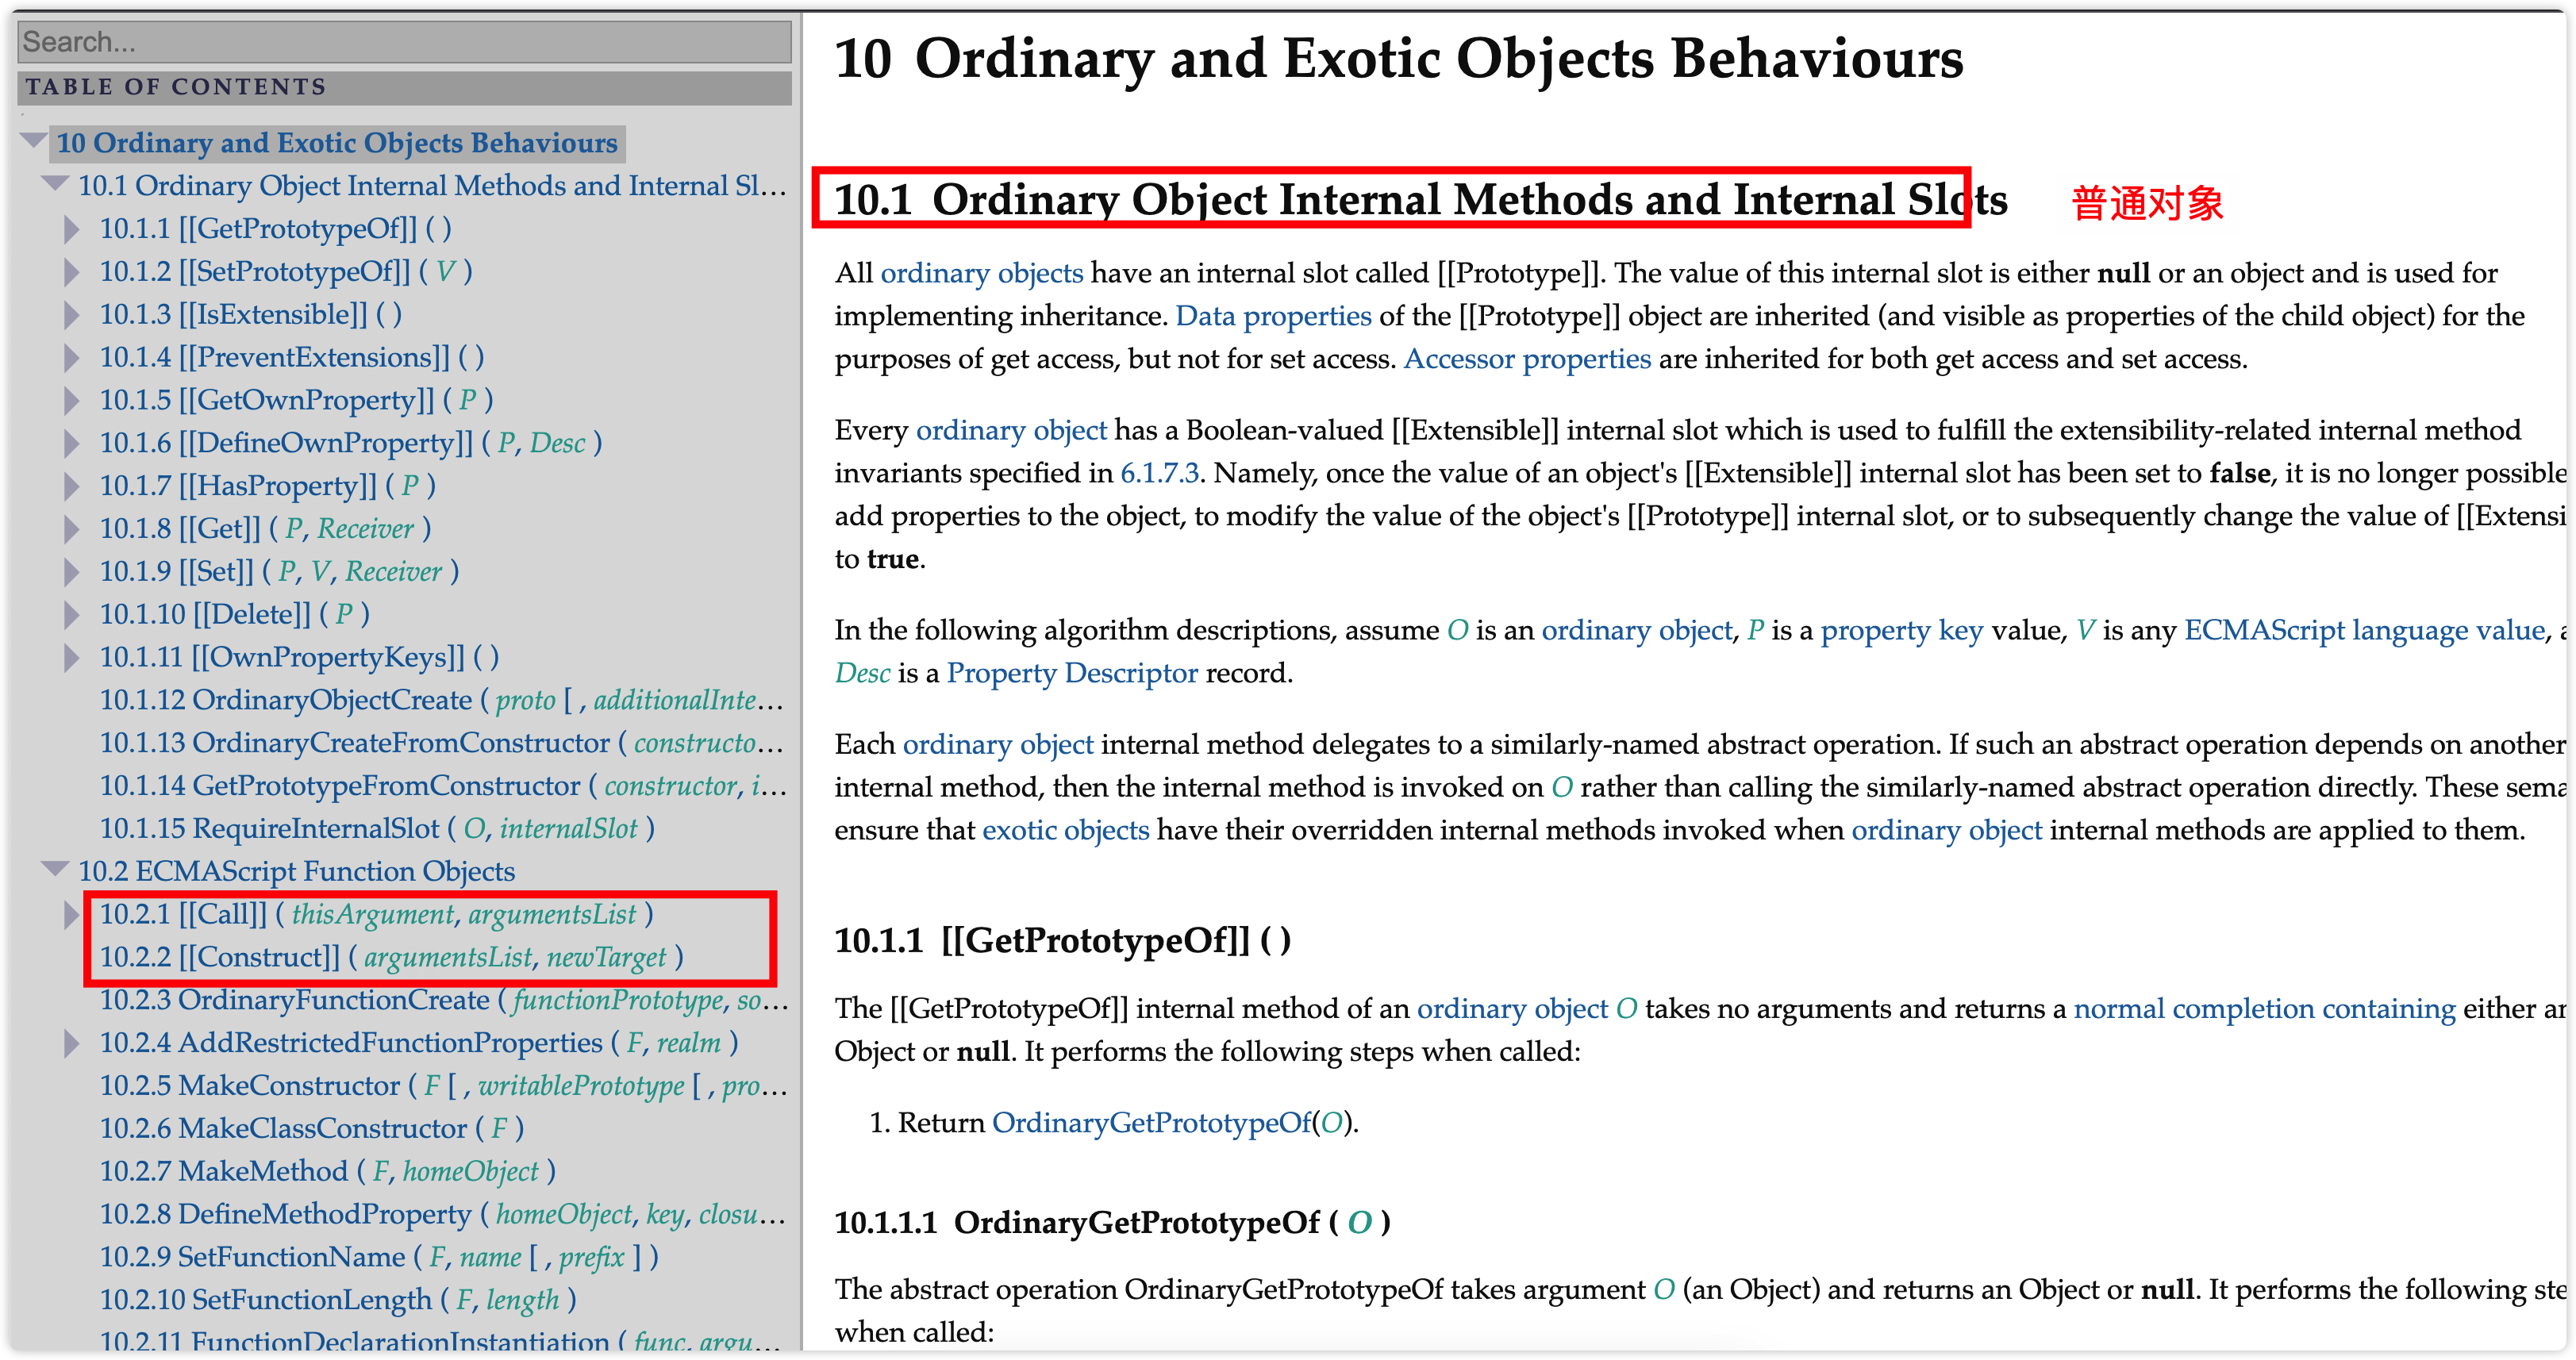 Search...
TABLE OF CONTENTS
10 Ordinary and Exotic Objects Behaviours
10.1 Ordinary Object Internal Methods and Internal Sl…
10.1.1 [[GetPrototypeOf]] ( )
10.1.2 [[SetPrototypeOf]] ( V )
10.1.3 [[IsExtensible]] ( )
10.1.4 [[PreventExtensions]] ( )
10.1.5 [[GetOwnProperty]] ( P )
10.1.6 [[DefineOwnProperty]] ( P, Desc )
10.1.7 [[HasProperty]] ( P )
10.1.8 [[Get]] ( P, Receiver )
10.1.9 [[Set]] ( P, V, Receiver )
10.1.10 [[Delete]] ( P )
10.1.11 [[OwnPropertyKeys]] ( )
10.1.12 OrdinaryObjectCreate ( proto [ , additionalInte…
10.1.13 OrdinaryCreateFromConstructor ( constructo…
10.1.14 GetPrototypeFromConstructor ( constructor, i…
10.1.15 RequireInternalSlot ( O, internalSlot )
10.2 ECMAScript Function Objects
10.2.1 [[Call]] ( thisArgument, argumentsList )
10.2.2 [[Construct]] ( argumentsList, newTarget )
10.2.3 OrdinaryFunctionCreate ( functionPrototype, so…
10.2.4 AddRestrictedFunctionProperties ( F, realm )
10.2.5 MakeConstructor ( F [ , writablePrototype [ , pro…
10.2.6 MakeClassConstructor ( F )
10.2.7 MakeMethod ( F, homeObject )
10.2.8 DefineMethodProperty ( homeObject, key, closu…
10.2.9 SetFunctionName ( F, name [ , prefix ] )
10.2.10 SetFunctionLength ( F, length )
10.2.11 FunctionDeclarationInstantiation ( func, argu…
10 Ordinary and Exotic Objects Behaviours
10.1 Ordinary Object Internal Methods and Internal Slots 普通对象
All ordinary objects have an internal slot called [[Prototype]]. The value of this internal slot is either null or an object and is used for
implementing inheritance. Data properties of the [[Prototype]] object are inherited (and visible as properties of the child object) for the
purposes of get access, but not for set access. Accessor properties are inherited for both get access and set access.
Every ordinary object has a Boolean-valued [[Extensible]] internal slot which is used to fulfill the extensibility-related internal method
invariants specified in 6.1.7.3. Namely, once the value of an object's [[Extensible]] internal slot has been set to false, it is no longer possible
add properties to the object, to modify the value of the object's [[Prototype]] internal slot, or to subsequently change the value of [[Extensi
to true.
In the following algorithm descriptions, assume O is an ordinary object, P is a property key value, V is any ECMAScript language value, a
Desc is a Property Descriptor record.
Each ordinary object internal method delegates to a similarly-named abstract operation. If such an abstract operation depends on another
internal method, then the internal method is invoked on O rather than calling the similarly-named abstract operation directly. These sema
ensure that exotic objects have their overridden internal methods invoked when ordinary object internal methods are applied to them.
10.1.1 [[GetPrototypeOf]] ( )
The [[GetPrototypeOf]] internal method of an ordinary object O takes no arguments and returns a normal completion containing either an
Object or null. It performs the following steps when called:
1. Return OrdinaryGetPrototypeOf(O).
10.1.1.1 OrdinaryGetPrototypeOf ( O )
The abstract operation OrdinaryGetPrototypeOf takes argument O (an Object) and returns an Object or null. It performs the following ste
when called: